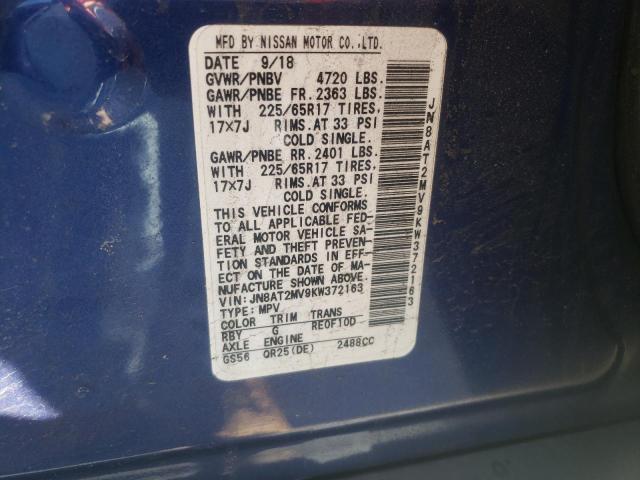 MFD BY NISSAN MOTOR CO.,LTD.
DATE 9/18
GVWR/PNBV 4720 LBS.
GAWR/PNBE FR. 2363 LBS.
WITH 225/65R17 TIRES.
17×7J RIMS.AT 33 PSI
COLD SINGLE.
GAWR/PNBE RR. 2401 LBS.
WITH 225/65R17 TIRES.
17×7J RIMS.AT 33 PSI
COLD SINGLE.
THIS VEHICLE CONFORMS
TO ALL APPLICABLE FED-
ERAL MOTOR VEHICLE SA-
FETY AND THEFT PREVEN-
TION STANDARDS IN EFF-
ECT ON THE DATE OF MA-
NUFACTURE SHOWN ABOVE.
VIN: JN8AT2MV9KW372163
TYPE: MPV
COLOR TRIM TRANS
RBY G RE0F10D
AXLE ENGINE
GS56 QR25(DE) 2488CC
JN8AT2MV9KW372163